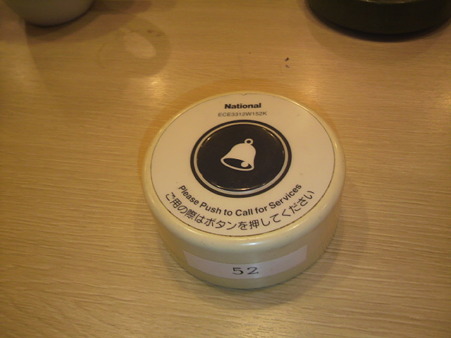 National
ECE3312W152K
Please Push to Call for Services
ご用の際はボタンを押してください
52